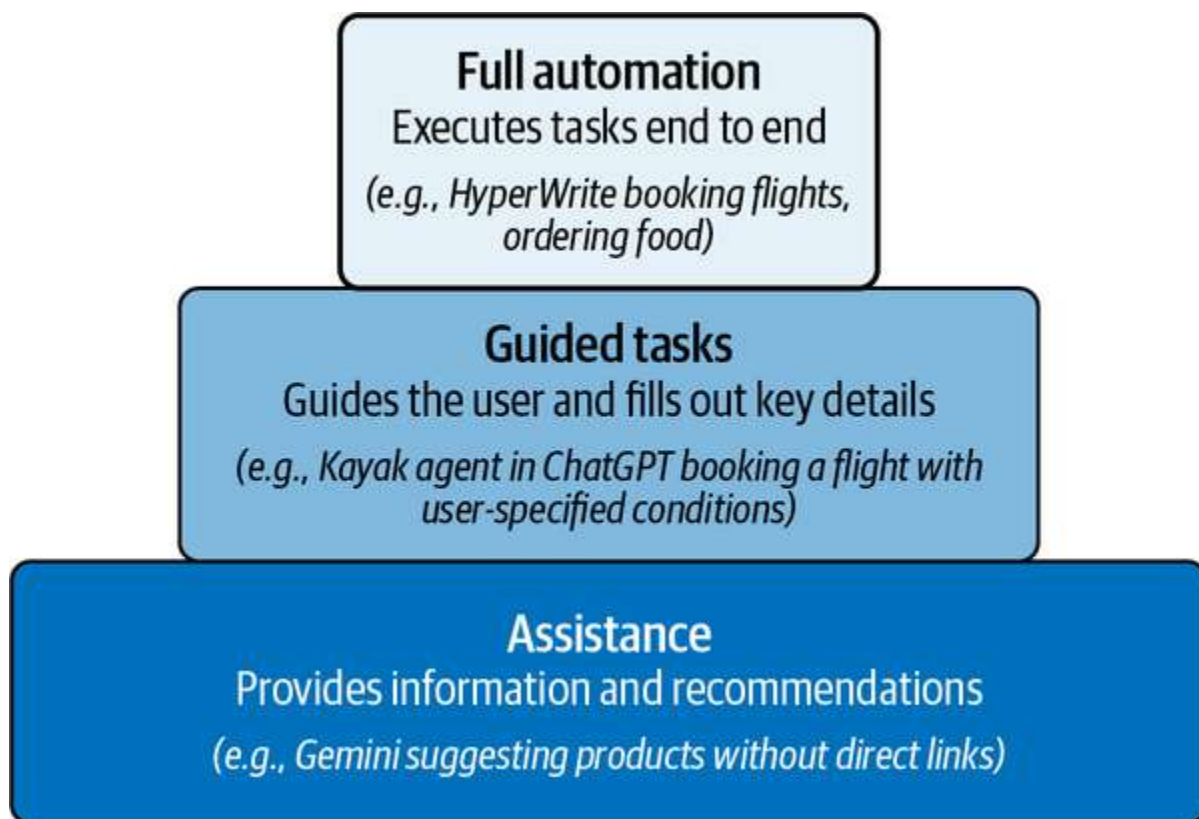 Full automation
Executes tasks end to end
(e.g., HyperWrite booking flights,
ordering food)
Guided tasks
Guides the user and fills out key details
(e.g., Kayak agent in ChatGPT booking a flight with
user-specified conditions)
Assistance
Provides information and recommendations
(e.g., Gemini suggesting products without direct links)